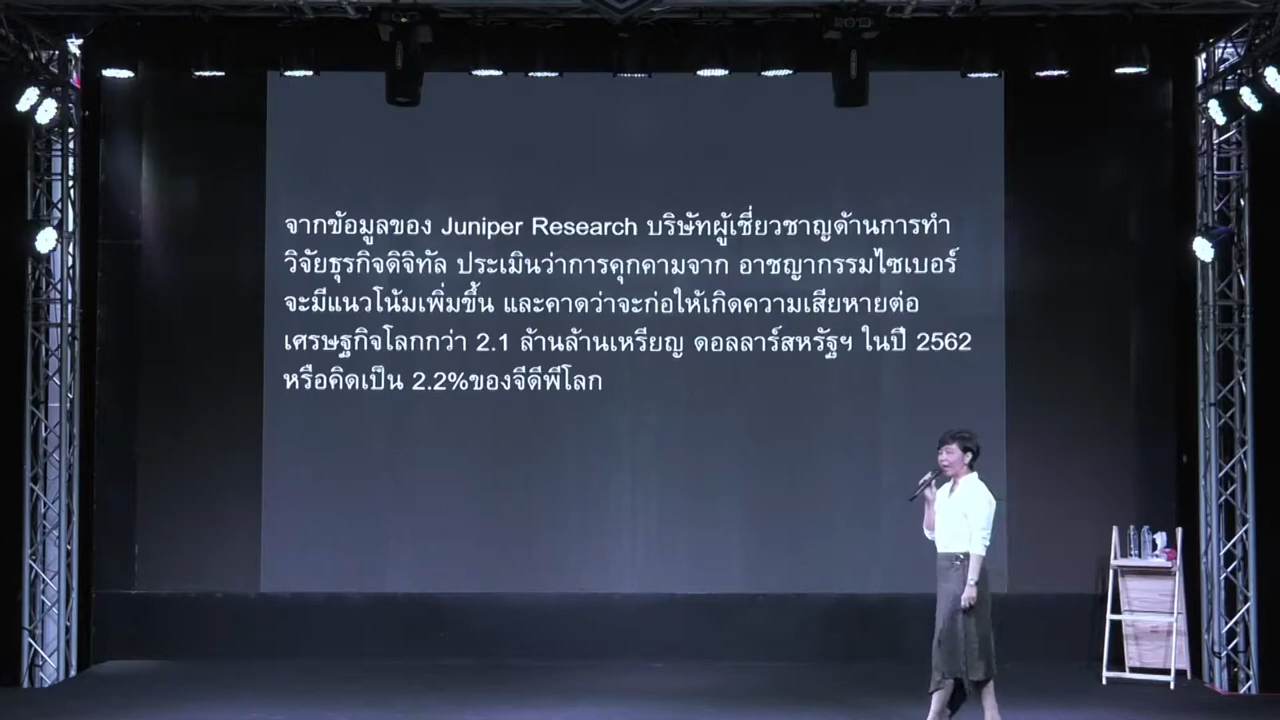 จากข้อมูลของ Juniper Research บริษัทผู้เชี่ยวชาญด้านการทำ
วิจัยธุรกิจดิจิทัล ประเมินว่าการคุกคามจาก อาชญากรรมไซเบอร์
จะมีแนวโน้มเพิ่มขึ้น และคาดว่าจะก่อให้เกิดความเสียหายต่อ
เศรษฐกิจโลกกว่า 2.1 ล้านล้านเหรียญ ดอลลาร์สหรัฐฯ ในปี 2562
หรือคิดเป็น 2.2%ของจีดีพีโลก